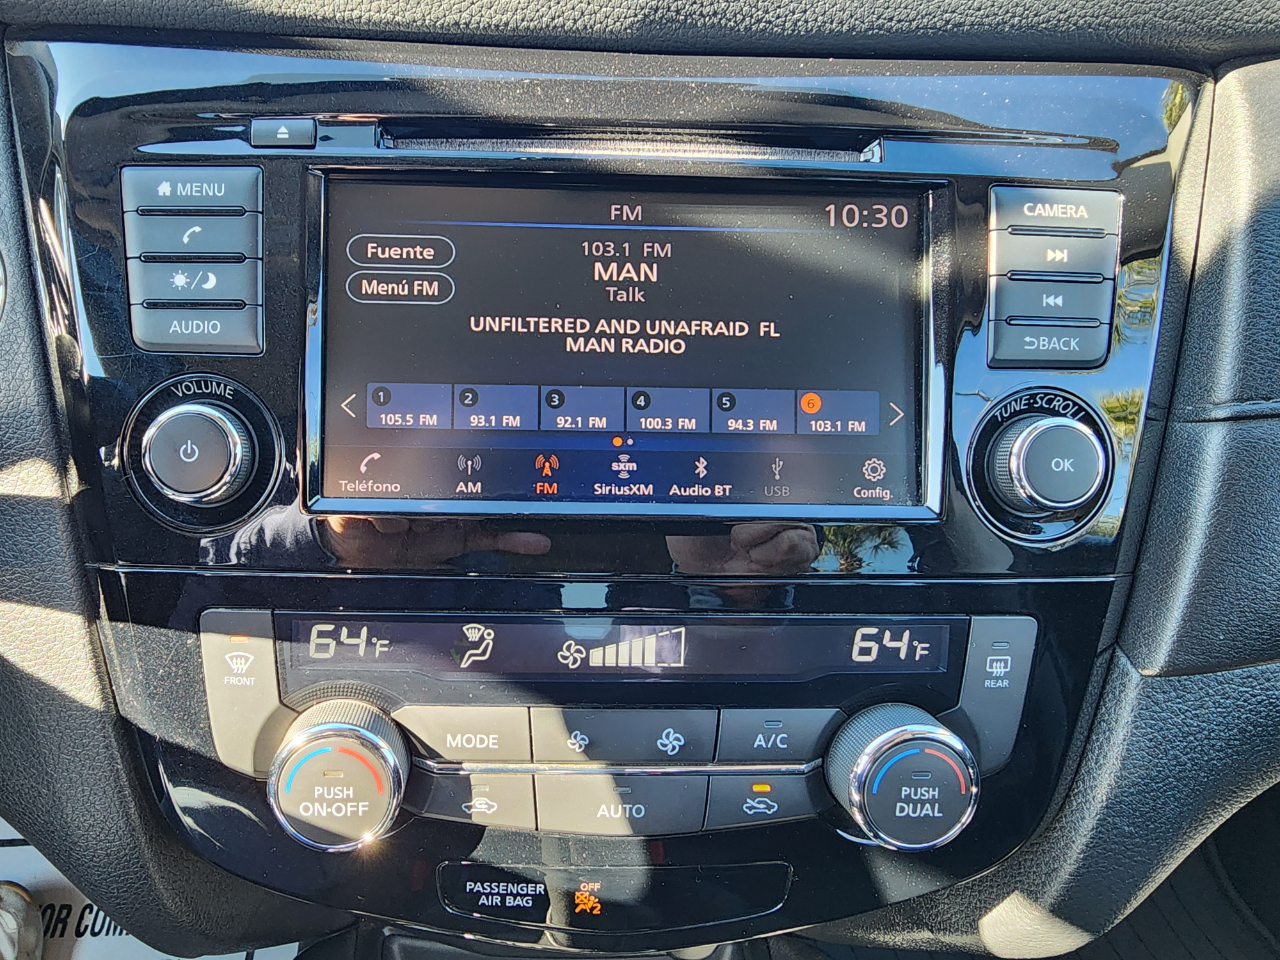 MENU
AUDIO
VOLUME
FM
10:30
Fuente
Menú FM
103.1 FM
MAN
Talk
UNFILTERED AND UNAFRAID FL
MAN RADIO
1 2 3 4 5 6
105.5 FM 93.1 FM 92.1 FM 100.3 FM 94.3 FM 103.1 FM
Teléfono AM FM sxm SiriusXM Audio BT USB Config.
CAMERA
BACK
TUNE·SCROLL
OK
64°F
64°F
FRONT
REAR
MODE
A/C
PUSH
ON·OFF
AUTO
PUSH
DUAL
PASSENGER
AIR BAG
OFF
2